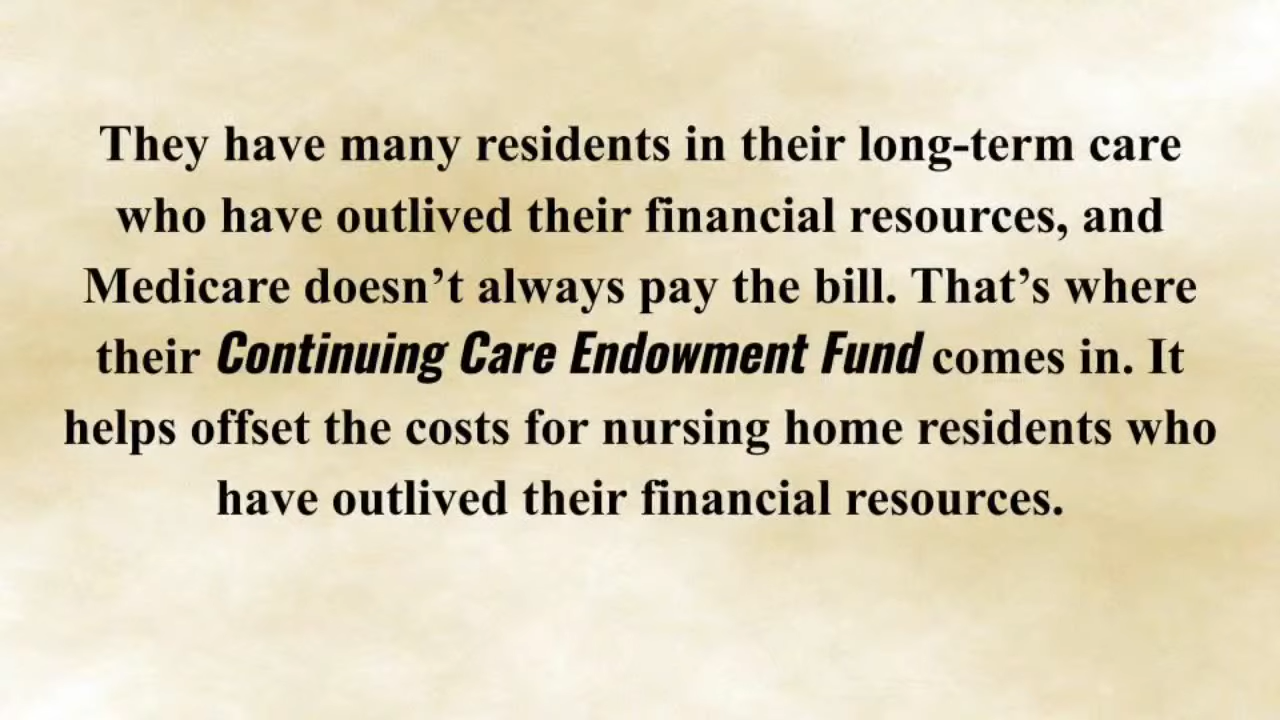 They have many residents in their long-term care
who have outlived their financial resources, and
Medicare doesn’t always pay the bill. That’s where
their Continuing Care Endowment Fund comes in. It
helps offset the costs for nursing home residents who
have outlived their financial resources.